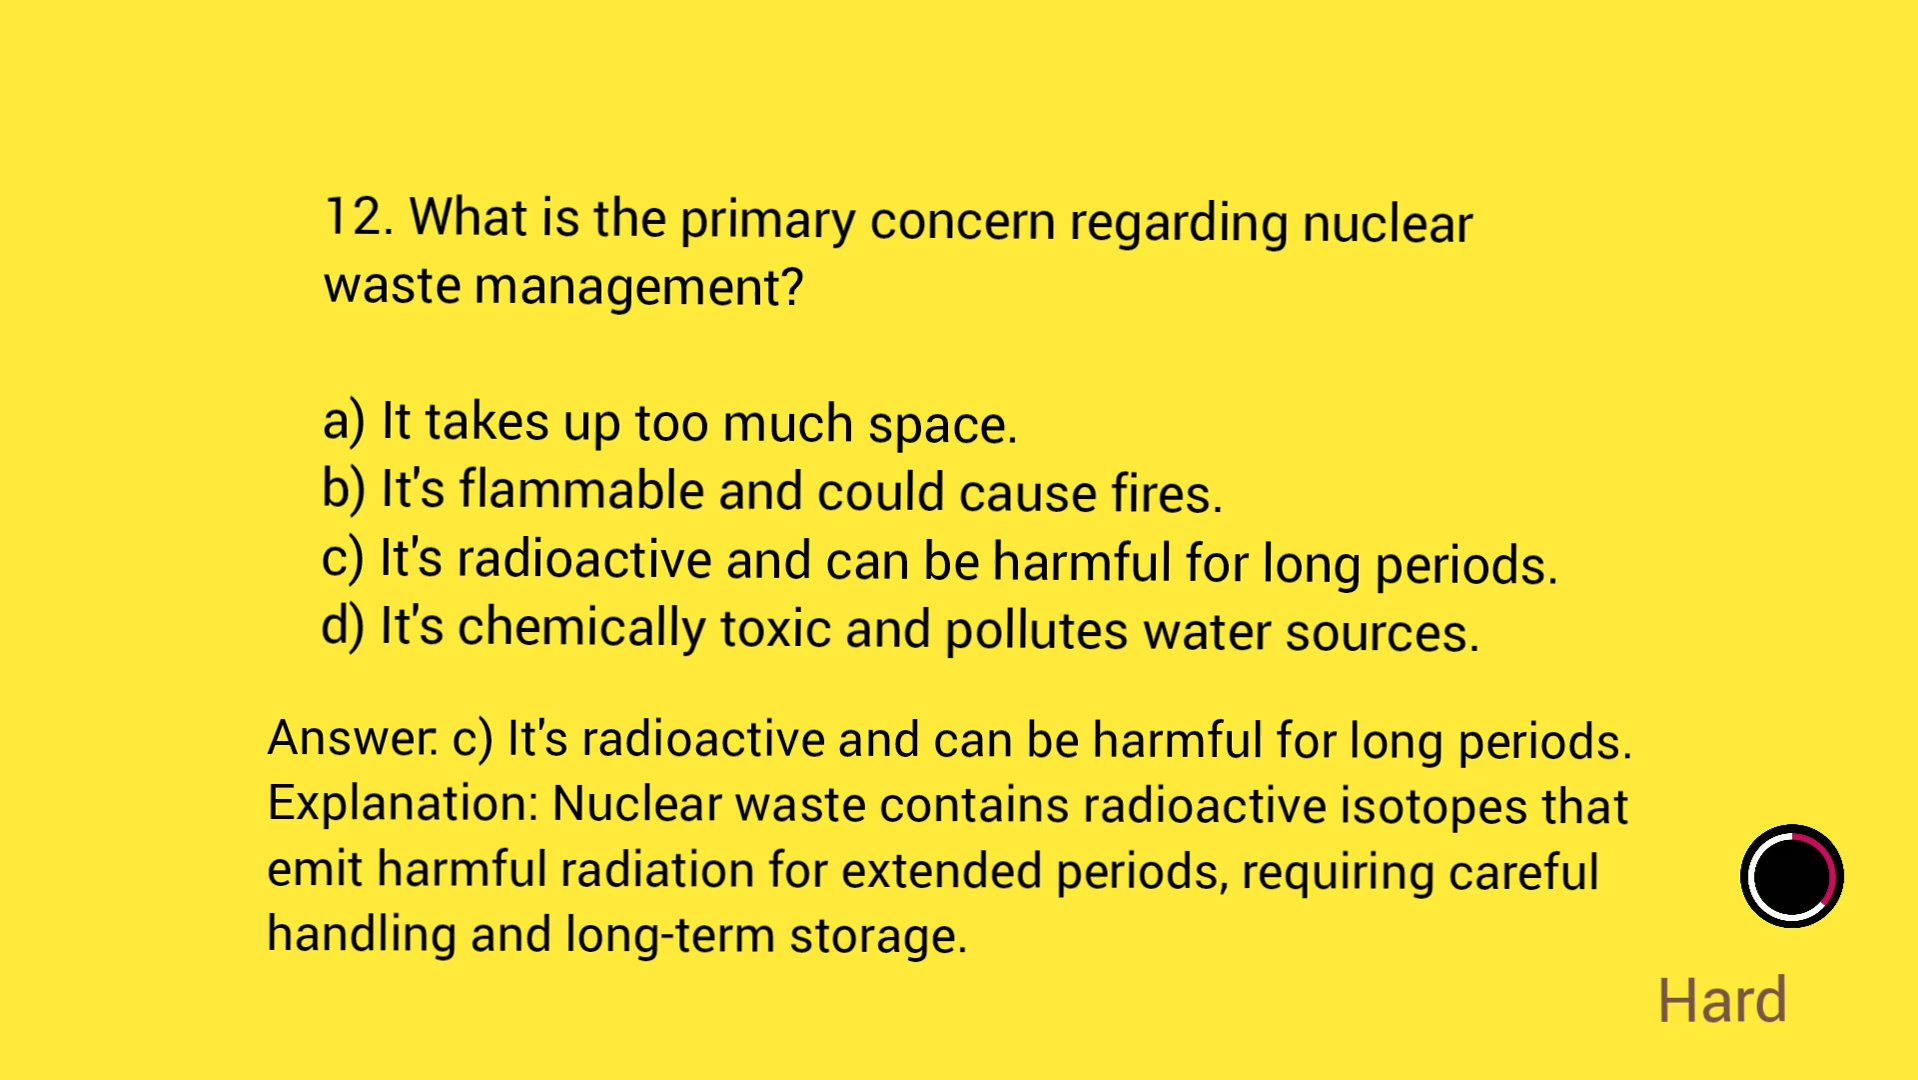 12. What is the primary concern regarding nuclear
waste management?
a) It takes up too much space.
b) It's flammable and could cause fires.
c) It's radioactive and can be harmful for long periods.
d) It's chemically toxic and pollutes water sources.
Answer: c) It's radioactive and can be harmful for long periods.
Explanation: Nuclear waste contains radioactive isotopes that
emit harmful radiation for extended periods, requiring careful
handling and long-term storage.
Hard